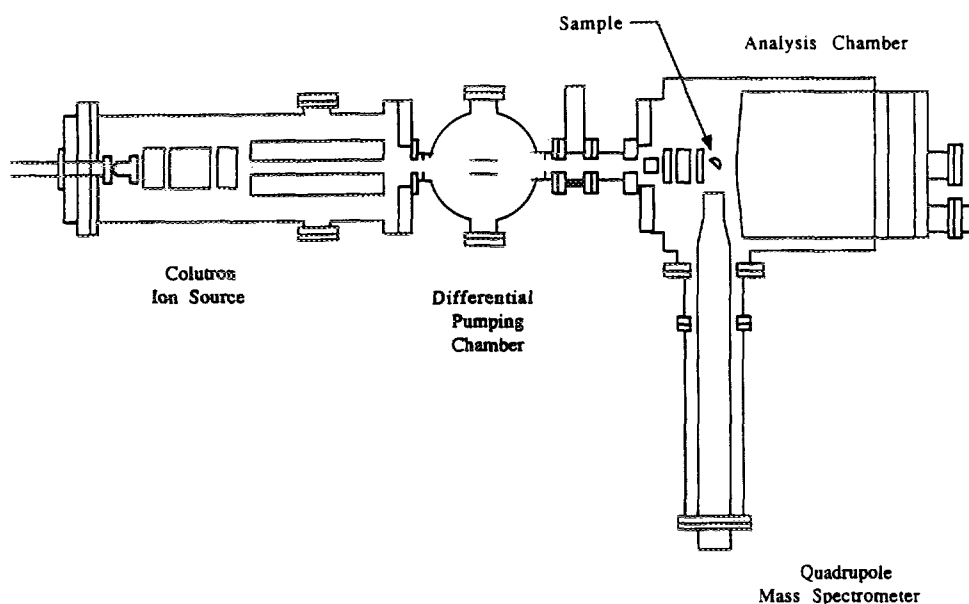 Sample
Analysis Chamber
Colutron
Ion Source
Differential
Pumping
Chamber
Quadrupole
Mass Spectrometer